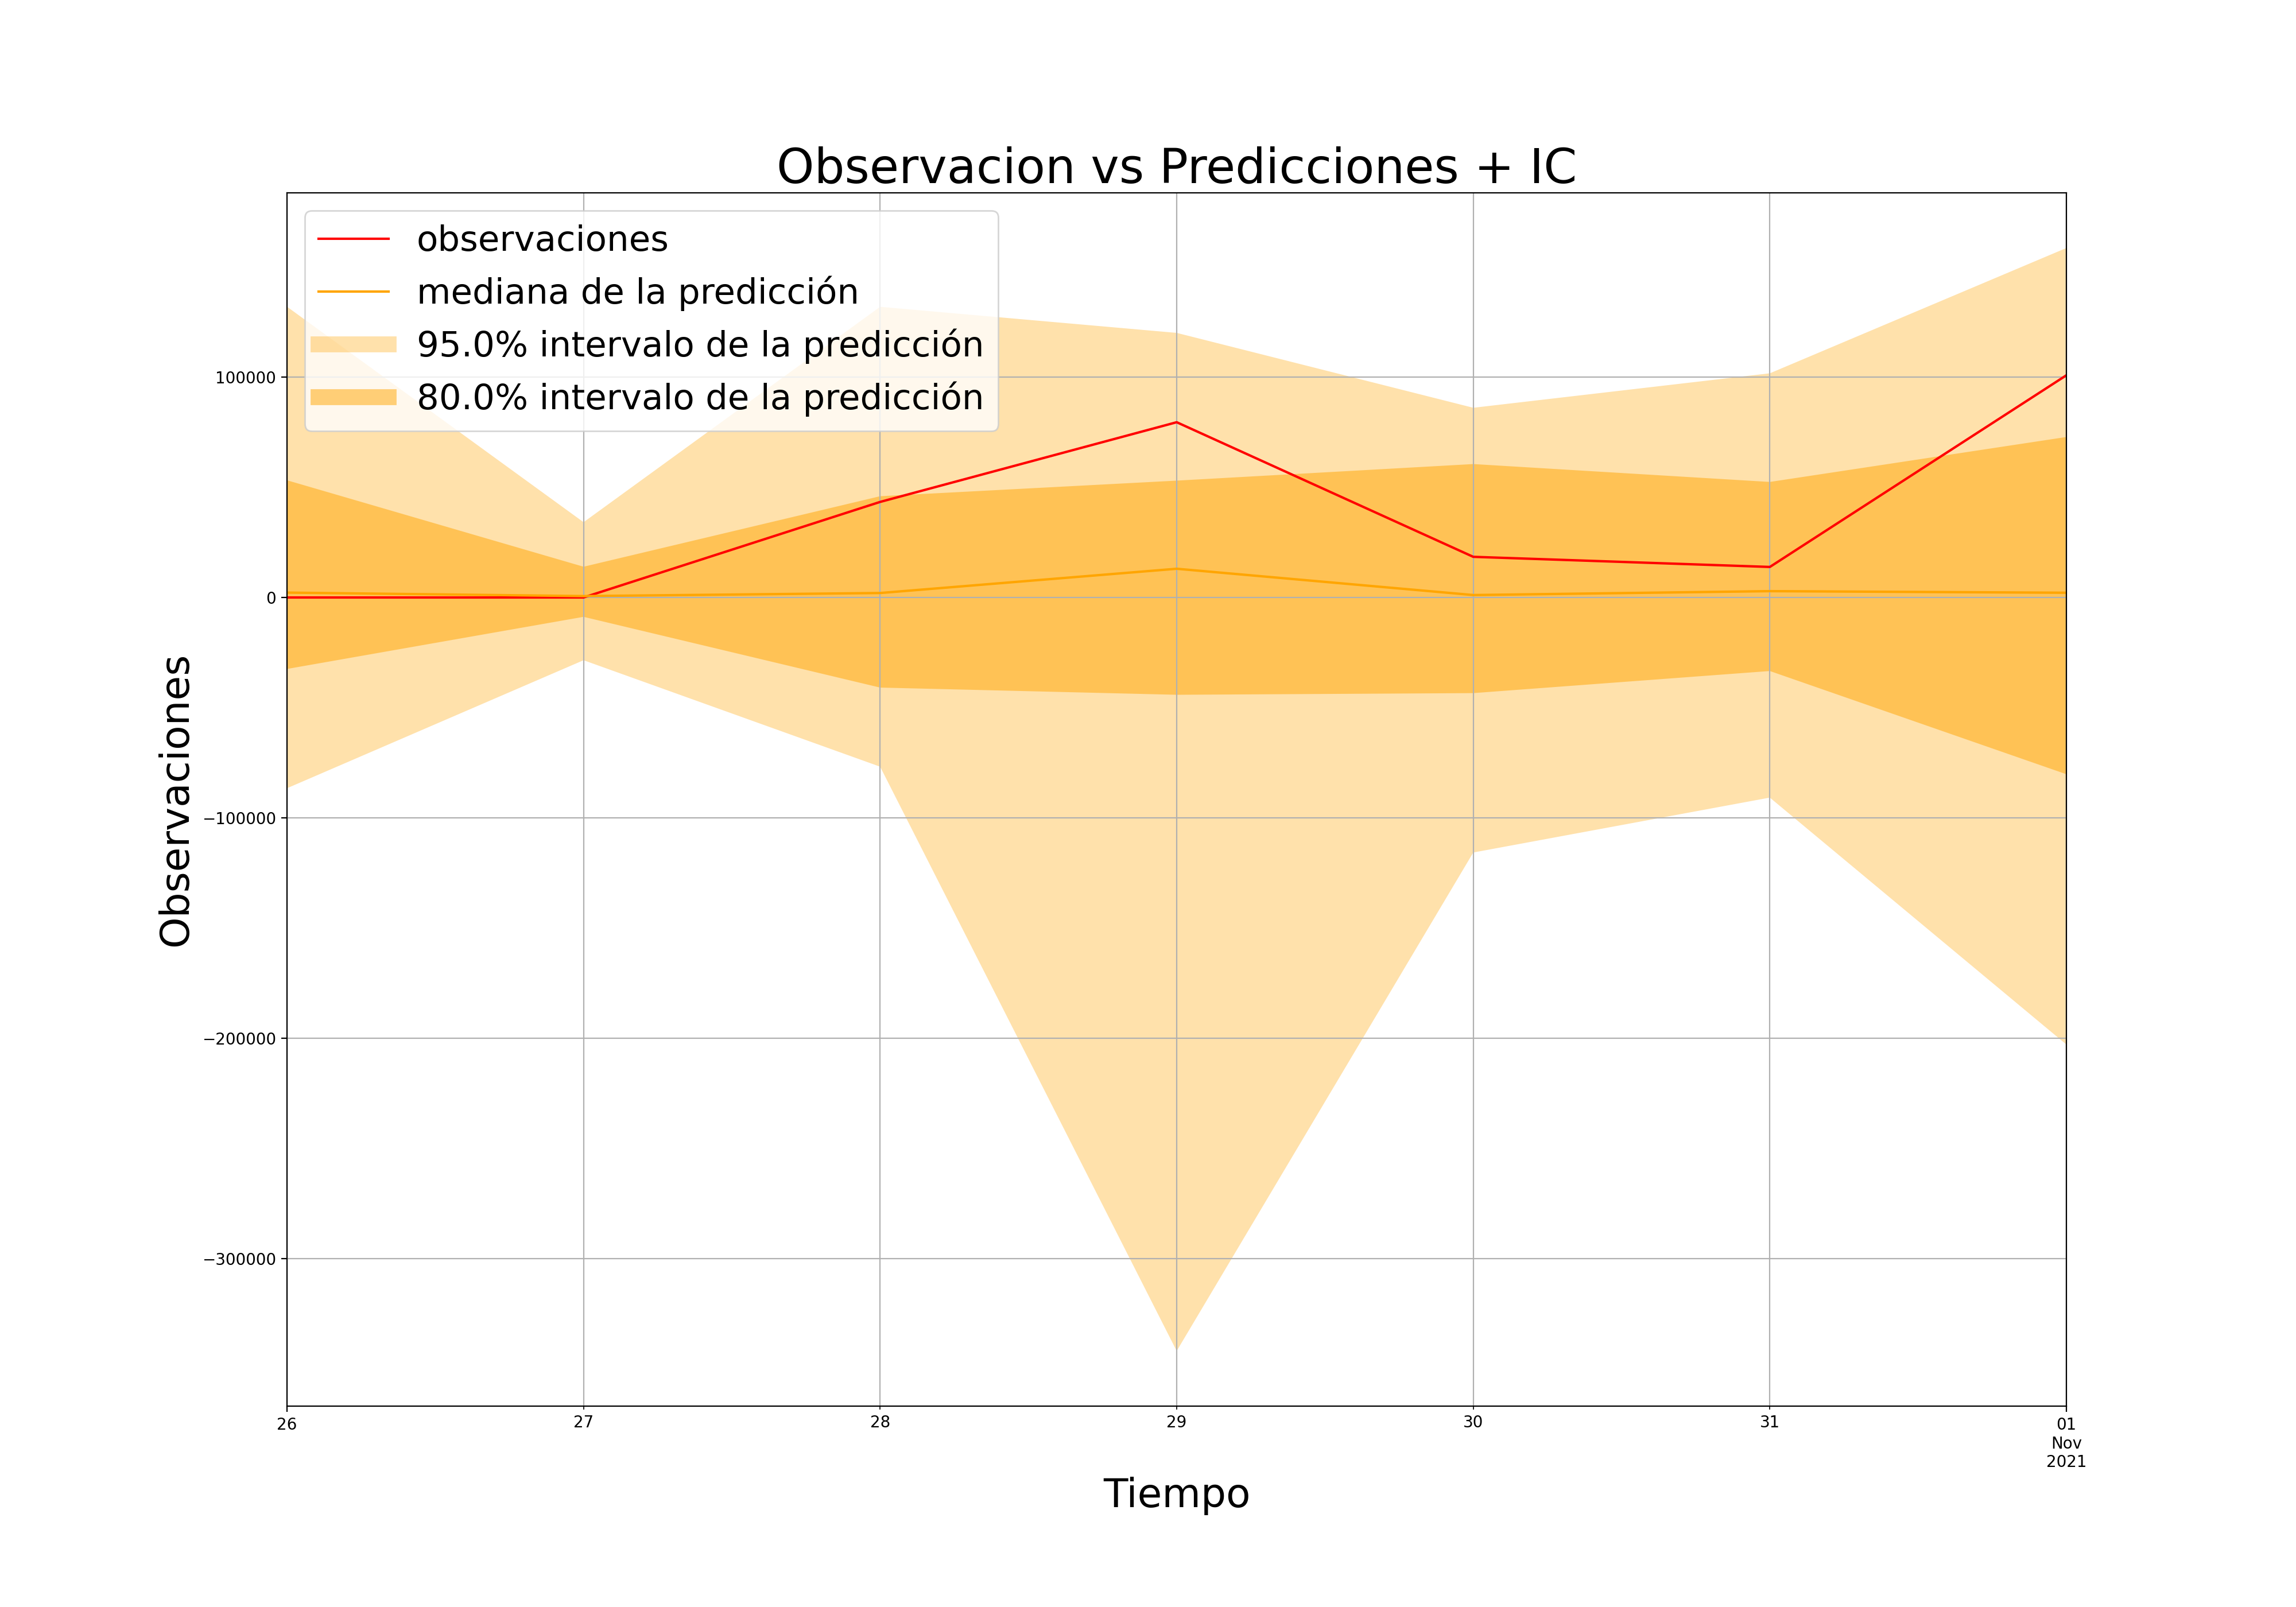 Observacion vs Predicciones + IC
observaciones
mediana de la predicción
95.0% intervalo de la predicción
80.0% intervalo de la predicción
100000
0
−100000
−200000
−300000
Observaciones
26
27
28
29
30
31
01
Nov
2021
Tiempo